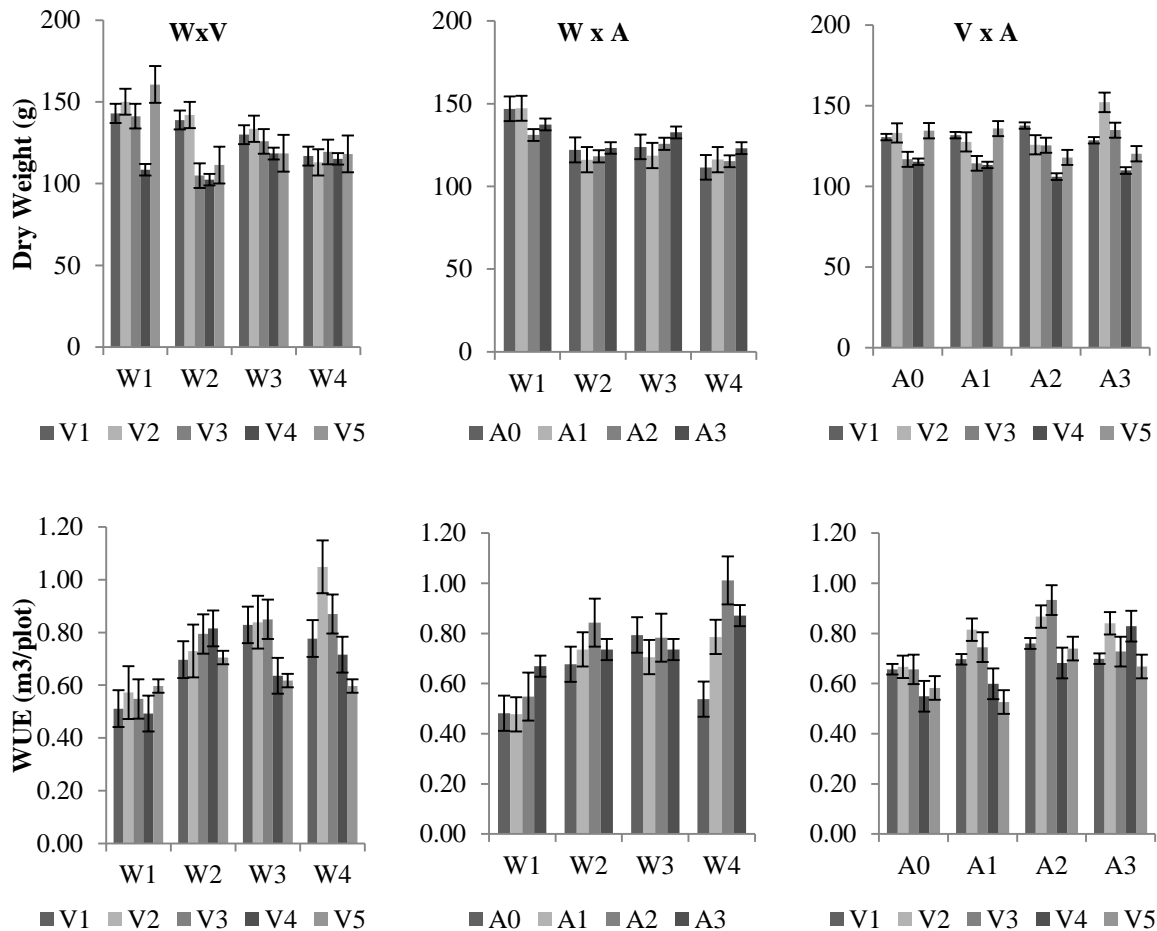 WxV
Dry Weight (g)
200
150
100
50
0
W1 W2 W3 W4
V1 V2 V3 V4 V5
W x A
200
150
100
50
0
W1 W2 W3 W4
A0 A1 A2 A3
V x A
200
150
100
50
0
A0 A1 A2 A3
V1 V2 V3 V4 V5
WUE (m3/plot)
1.20
1.00
0.80
0.60
0.40
0.20
0.00
W1 W2 W3 W4
V1 V2 V3 V4 V5
1.20
1.00
0.80
0.60
0.40
0.20
0.00
W1 W2 W3 W4
A0 A1 A2 A3
1.20
1.00
0.80
0.60
0.40
0.20
0.00
A0 A1 A2 A3
V1 V2 V3 V4 V5